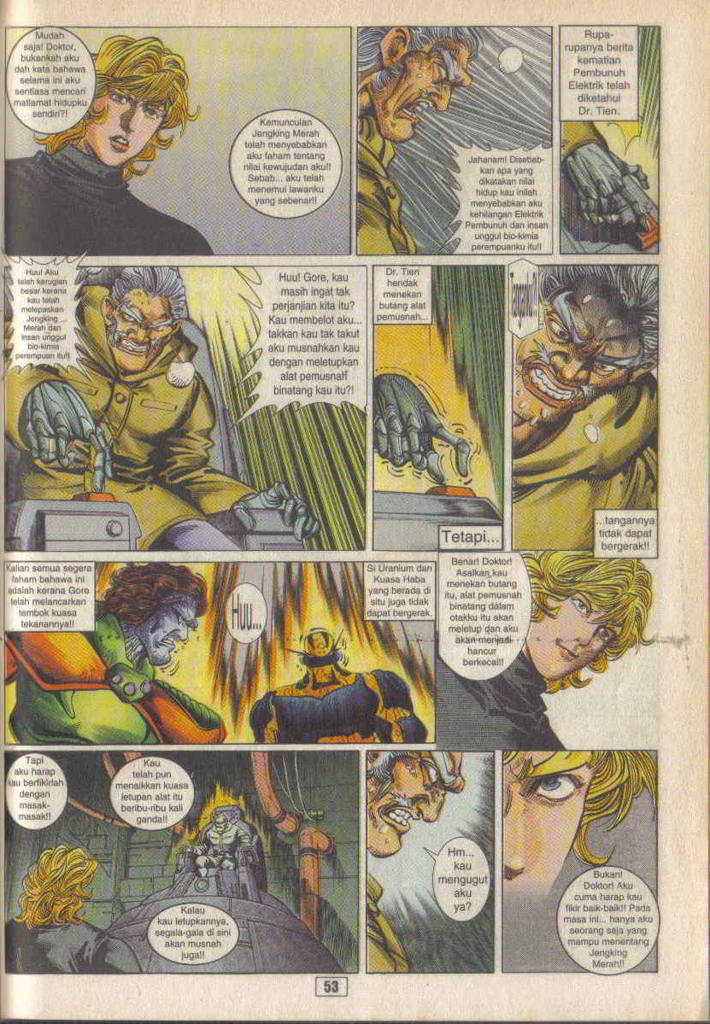 Mudah
saja! Doktor,
bukankah aku
dah kata bahawa
selama ini aku
sentiasa mencari
matlamat hidupku
sendiri?!
Kemunculan
Jengking Merah
telah menyebabkan
aku faham tentang
nilai kewujudan aku!!
Sebab... aku telah
menemui lawanku
yang sebenar!!
Jahanam! Disebab-
kan apa yang
dikatakan nilai
hidup kau inilah
menyebabkan aku
kehilangan Elektrik
Pembunuh dan insan
unggul bio-kimia
perempuanku itu!!
Rupa-
rupanya berita
kematian
Pembunuh
Elektrik telah
diketahui
Dr. Tien.
Huu! Aku
telah kerugian
besar kerana
kau telah
melepaskan
Jengking ...
Merah dan
insan unggul
bio-kimia
perempuan itu!!
Huu! Gore, kau
masih ingat tak
perjanjian kita itu?
Kau membelot aku...
takkan kau tak takut
aku musnahkan kau
dengan meletupkan
alat pemusnah
binatang kau itu?!
Dr. Tien
hendak
menekan
butang alat
pemusnah...
Tetapi...
...tangannya
tidak dapat
bergerak!!
Kalian semua segera
faham bahawa ini
adalah kerana Gore
telah melancarkan
tembok kuasa
tekanannya!!
Huu...
Si Uranium dan
Kuasa Haba
yang berada di
situ juga tidak
dapat bergerak.
Benar! Doktor!
Asalkan kau
menekan butang
itu, alat pemusnah
binatang dalam
otakku itu akan
meletup dan aku
akan menjadi
hancur
berkecai!!
Tapi
aku harap
kau berfikirlah
dengan
masak-
masak!!
Kau
telah pun
menaikkan kuasa
letupan alat itu
beribu-ribu kali
ganda!!
Kalau
kau letupkannya,
segala-gala di sini
akan musnah
juga!!
Hm...
kau
mengugut
aku
ya?
Bukan!
Doktor! Aku
cuma harap kau
fikir baik-baik!! Pada
masa ini... hanya aku
seorang saja yang
mampu menentang
Jengking
Merah!!
53